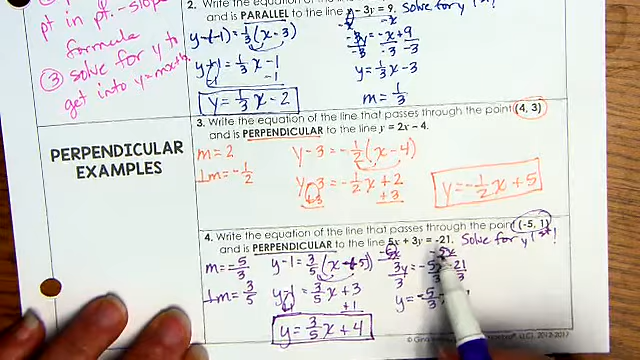 pt in pt.-slope
formula
③ solve for y to
get into y=mx+b
2. Write the equation
and is PARALLEL to the line x - 3y = 9. Solve for y 1st!
-x -x
y-(-1) = 1/3 (x-3)
-3y = -x+9
-3 -3 -3
y+1 = 1/3 x - 1
-1 -1
y = 1/3 x - 3
y = 1/3 x - 2
m = 1/3
PERPENDICULAR
EXAMPLES
3. Write the equation of the line that passes through the point (4, 3)
and is PERPENDICULAR to the line y = 2x - 4.
m = 2
y-3 = -1/2 (x-4)
⊥m = -1/2
y-3 = -1/2 x + 2
+3 +3
y = -1/2 x + 5
4. Write the equation of the line that passes through the point (-5, 1)
and is PERPENDICULAR to the line 5x + 3y = -21. Solve for y 1st!
-5x -5x
m = -5/3
y-1 = 3/5 (x+5)
3y = -5x -21
3 3 3
⊥m = 3/5
y-1 = 3/5 x + 3
+1 +1
y = -5/3
y = 3/5 x + 4
LLC, 2012-2017